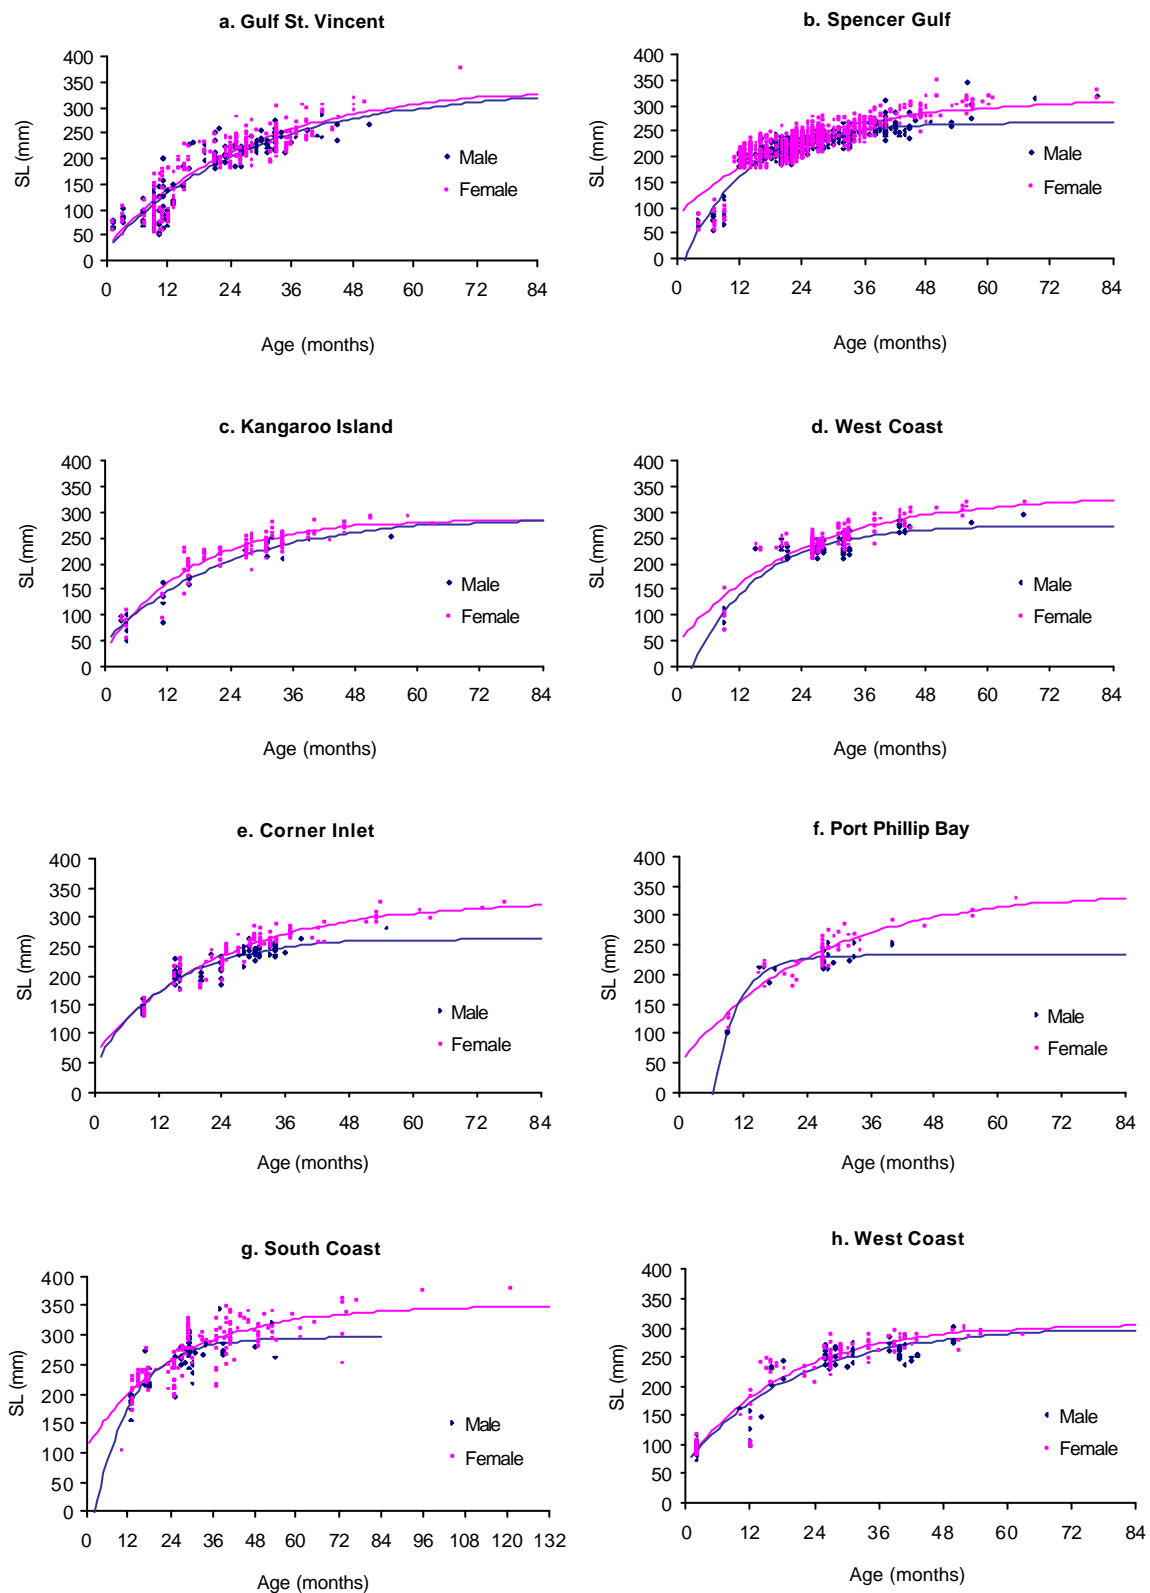 a. Gulf St. Vincent
b. Spencer Gulf
400
350
300
250
200
150
100
50
0
SL (mm)
Male
Female
0 12 24 36 48 60 72 84
Age (months)
400
350
300
250
200
150
100
50
0
SL (mm)
Male
Female
0 12 24 36 48 60 72 84
Age (months)
c. Kangaroo Island
d. West Coast
400
350
300
250
200
150
100
50
0
SL (mm)
Male
Female
0 12 24 36 48 60 72 84
Age (months)
400
350
300
250
200
150
100
50
0
SL (mm)
Male
Female
0 12 24 36 48 60 72 84
Age (months)
e. Corner Inlet
f. Port Phillip Bay
400
350
300
250
200
150
100
50
0
SL (mm)
Male
Female
0 12 24 36 48 60 72 84
Age (months)
400
350
300
250
200
150
100
50
0
SL (mm)
Male
Female
0 12 24 36 48 60 72 84
Age (months)
g. South Coast
h. West Coast
400
350
300
250
200
150
100
50
0
SL (mm)
Male
Female
0 12 24 36 48 60 72 84 96 108 132
Age (months)
400
350
300
250
200
150
100
50
0
SL (mm)
Male
Female
0 12 24 36 48 60 72 84
Age (months)